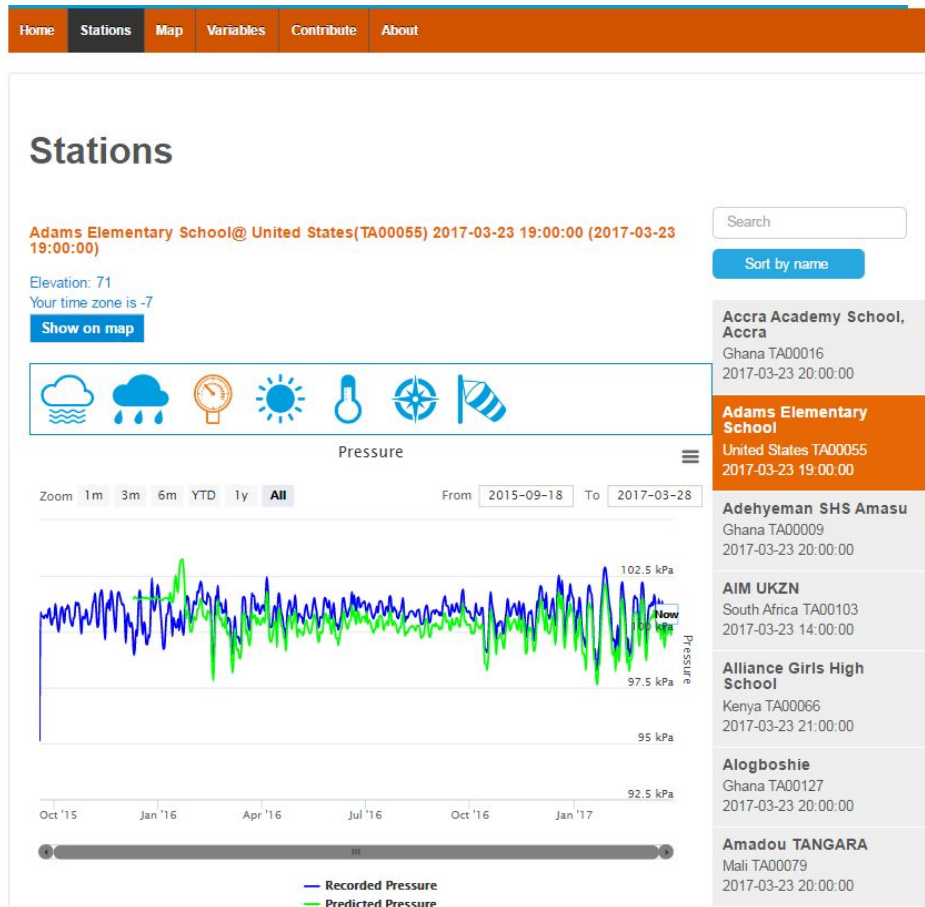 Home Stations Map Variables Contribute About
Stations
Adams Elementary School@ United States(TA00055) 2017-03-23 19:00:00 (2017-03-23
19:00:00)
Elevation: 71
Your time zone is -7
Show on map
Pressure
Zoom 1m 3m 6m YTD 1y All From 2015-09-18 To 2017-03-28
102.5 kPa
Now
100 kPa
Pressure
97.5 kPa
95 kPa
92.5 kPa
Oct '15 Jan '16 Apr '16 Jul '16 Oct '16 Jan '17
Recorded Pressure
Predicted Pressure
Search
Sort by name
Accra Academy School,
Accra
Ghana TA00016
2017-03-23 20:00:00
Adams Elementary
School
United States TA00055
2017-03-23 19:00:00
Adehyeman SHS Amasu
Ghana TA00009
2017-03-23 20:00:00
AIM UKZN
South Africa TA00103
2017-03-23 14:00:00
Alliance Girls High
School
Kenya TA00066
2017-03-23 21:00:00
Alogboshie
Ghana TA00127
2017-03-23 20:00:00
Amadou TANGARA
Mali TA00079
2017-03-23 20:00:00